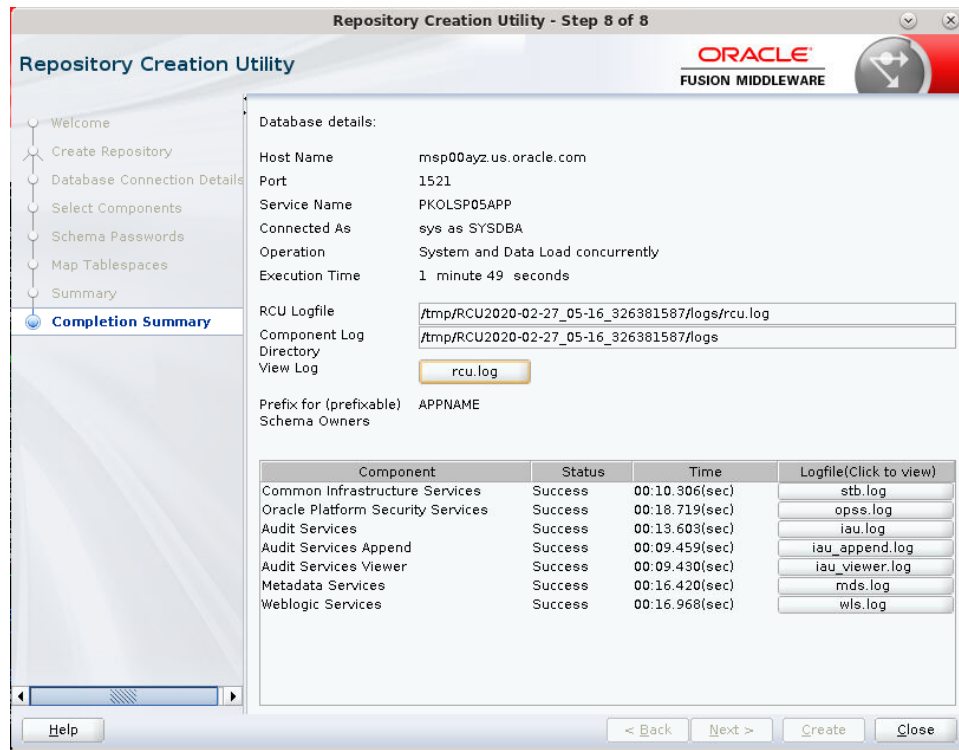 Repository Creation Utility - Step 8 of 8
Repository Creation Utility
ORACLE
FUSION MIDDLEWARE
Welcome
Create Repository
Database Connection Details
Select Components
Schema Passwords
Map Tablespaces
Summary
Completion Summary
Database details:
Host Name msp00ayz.us.oracle.com
Port 1521
Service Name PKOLSP05APP
Connected As sys as SYSDBA
Operation System and Data Load concurrently
Execution Time 1 minute 49 seconds
RCU Logfile /tmp/RCU2020-02-27_05-16_326381587/logs/rcu.log
Component Log /tmp/RCU2020-02-27_05-16_326381587/logs
Directory
View Log rcu.log
Prefix for (prefixable) APPNAME
Schema Owners
Component Status Time Logfile(Click to view)
Common Infrastructure Services Success 00:10.306(sec) stb.log
Oracle Platform Security Services Success 00:18.719(sec) opss.log
Audit Services Success 00:13.603(sec) iau.log
Audit Services Append Success 00:09.459(sec) iau_append.log
Audit Services Viewer Success 00:09.430(sec) iau_viewer.log
Metadata Services Success 00:16.420(sec) mds.log
Weblogic Services Success 00:16.968(sec) wls.log
Help < Back Next > Create Close